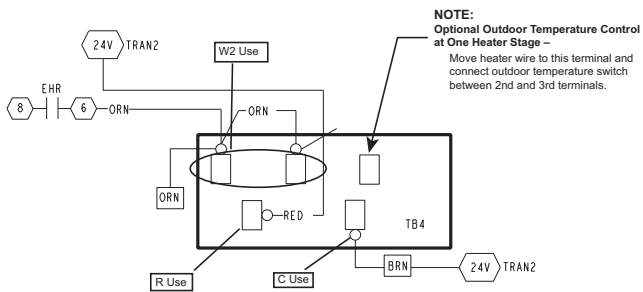 NOTE:
Optional Outdoor Temperature Control
at One Heater Stage –
Move heater wire to this terminal and
connect outdoor temperature switch
between 2nd and 3rd terminals.
24V TRAN2
W2 Use
EHR
8 6 ORN
ORN
ORN
RED
TB4
R Use
C Use
BRN
24V TRAN2